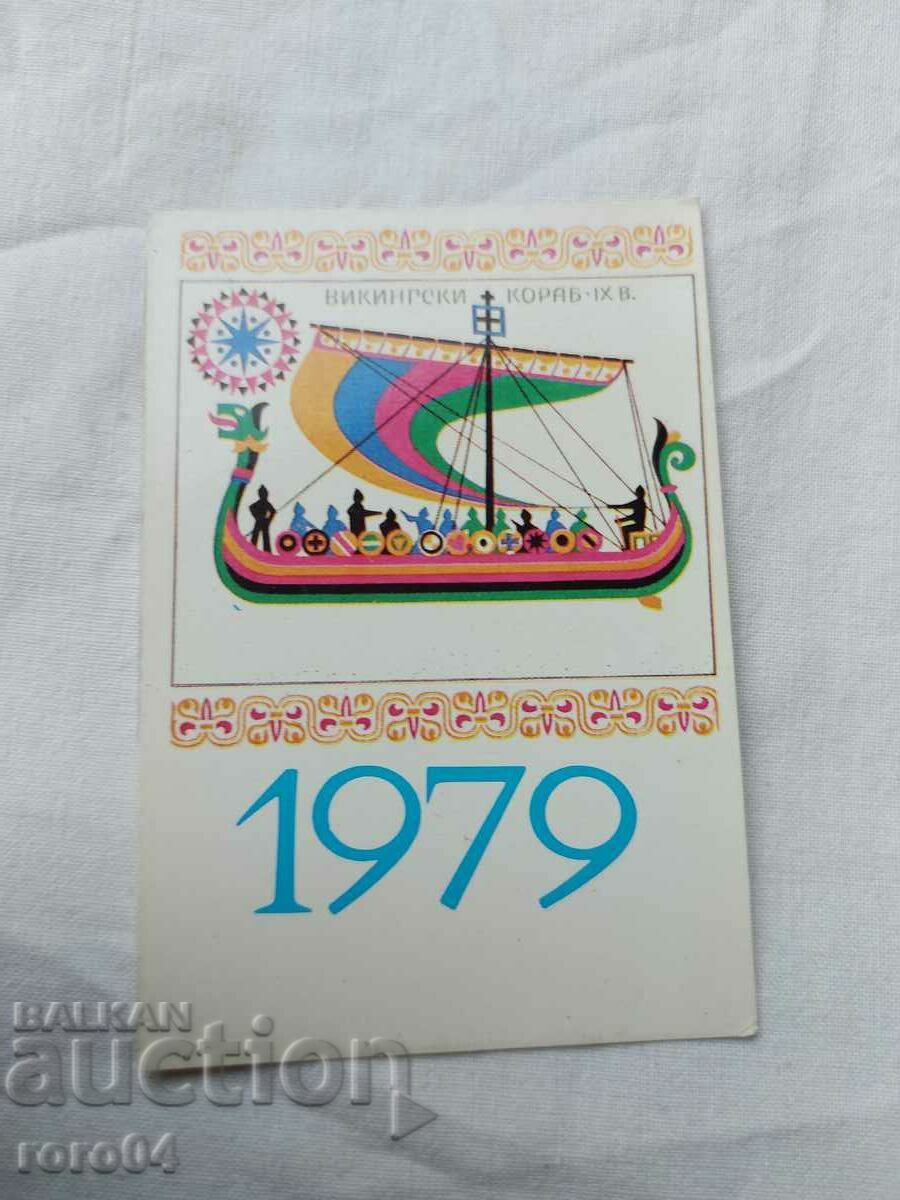 ВИКИНГСКИ КОРАБ·IX В.
1979
BALKAN
auction
roro04